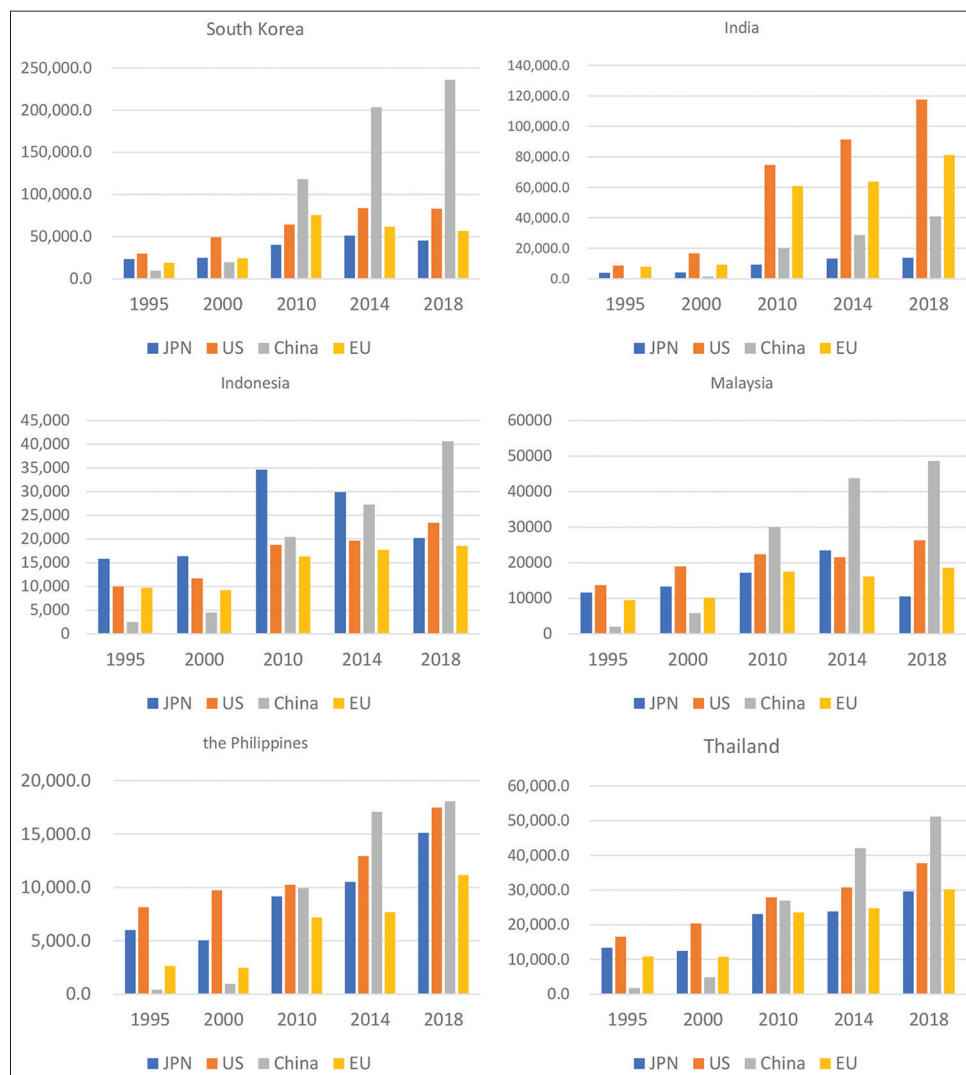 South Korea
250,000.0
200,000.0
150,000.0
100,000.0
50,000.0
0.0
1995 2000 2010 2014 2018
JPN US China EU
India
140,000.0
120,000.0
100,000.0
80,000.0
60,000.0
40,000.0
20,000.0
0.0
1995 2000 2010 2014 2018
JPN US China EU
Indonesia
45,000
40,000
35,000
30,000
25,000
20,000
15,000
10,000
5,000
0
1995 2000 2010 2014 2018
JPN US China EU
Malaysia
60000
50000
40000
30000
20000
10000
0
1995 2000 2010 2014 2018
JPN US China EU
the Philippines
20,000.0
15,000.0
10,000.0
5,000.0
0.0
1995 2000 2010 2014 2018
JPN US China EU
Thailand
60,000.0
50,000.0
40,000.0
30,000.0
20,000.0
10,000.0
0.0
1995 2000 2010 2014 2018
JPN US China EU